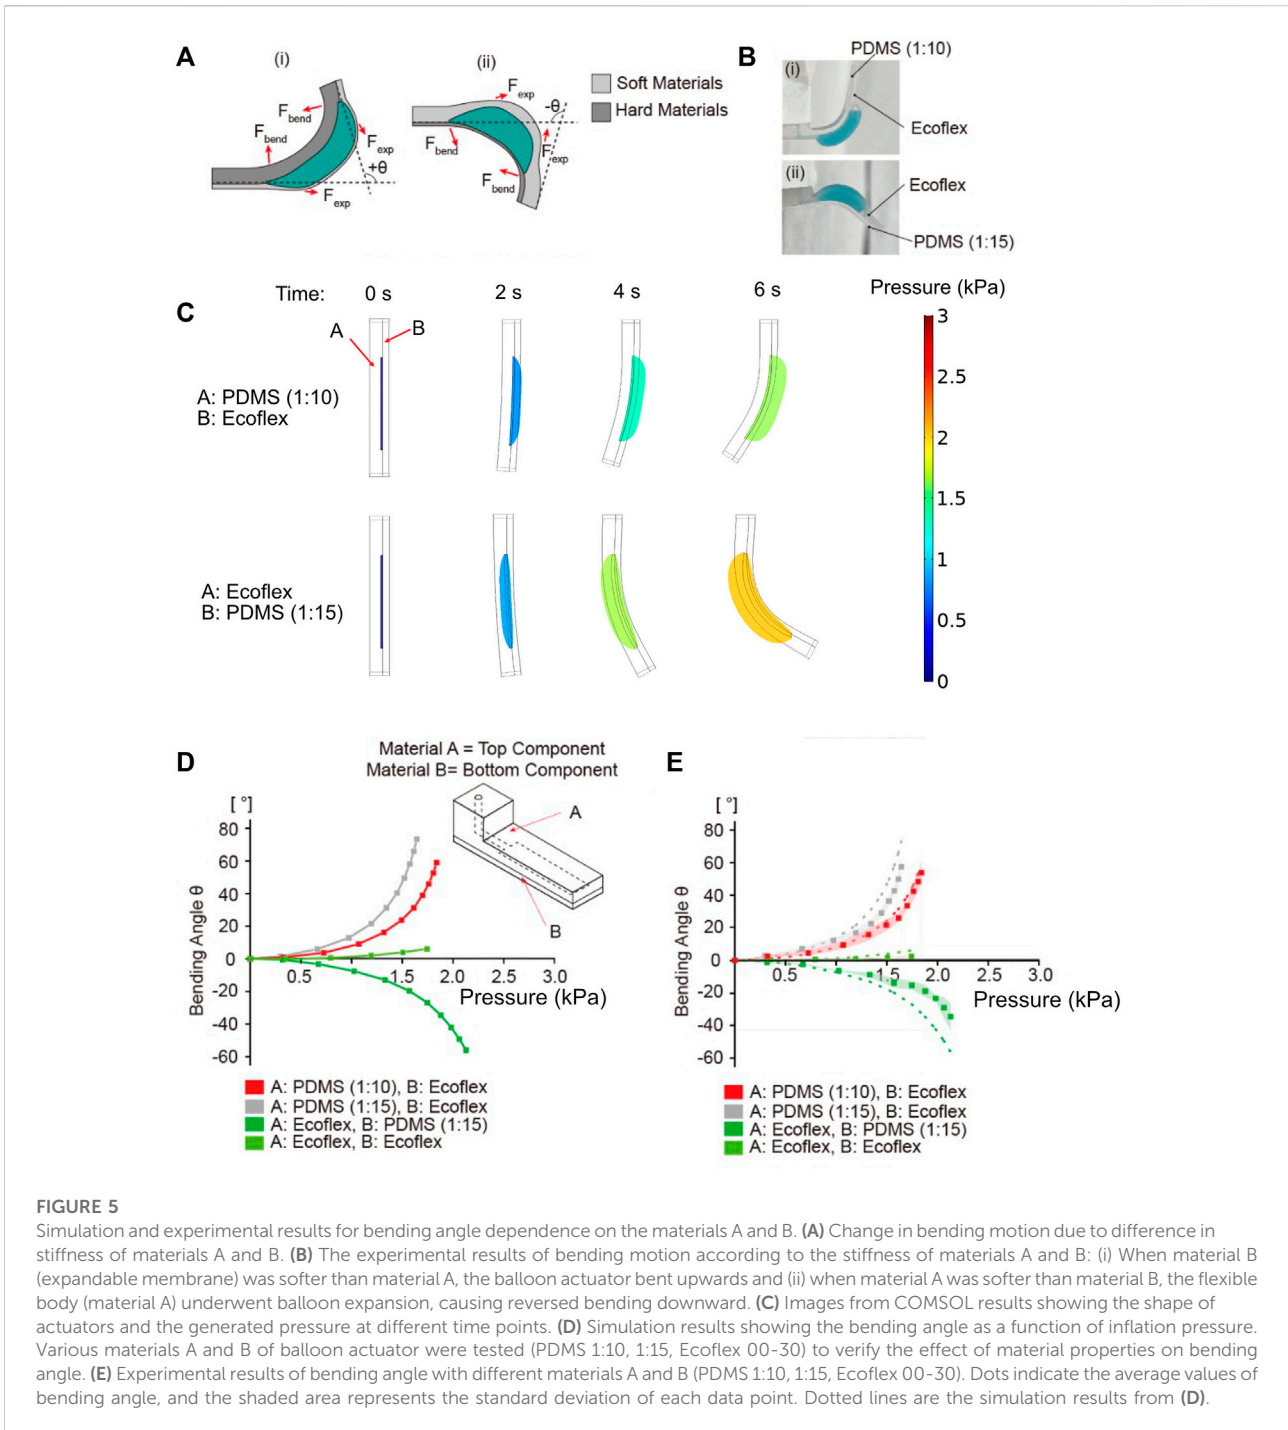 A
(i)
(ii)
F exp
-θ
Soft Materials
Hard Materials
F bend
F bend
F exp
+θ
F exp
F bend
F exp
F bend
B
PDMS (1:10)
(i)
Ecoflex
(ii)
Ecoflex
PDMS (1:15)
C
Time:
0 s
2 s
4 s
6 s
Pressure (kPa)
A
B
A: PDMS (1:10)
B: Ecoflex
A: Ecoflex
B: PDMS (1:15)
3
2.5
2
1.5
1
0.5
0
D
Material A = Top Component
Material B= Bottom Component
A
B
[ °]
80
60
40
20
0
-20
-40
-60
Bending Angle θ
0.5
1.0
1.5
2.0
2.5
3.0
Pressure (kPa)
A: PDMS (1:10), B: Ecoflex
A: PDMS (1:15), B: Ecoflex
A: Ecoflex, B: PDMS (1:15)
A: Ecoflex, B: Ecoflex
E
[ °]
80
60
40
20
0
-20
-40
-60
Bending Angle θ
0.5
1.0
1.5
2.0
2.5
3.0
Pressure (kPa)
A: PDMS (1:10), B: Ecoflex
A: PDMS (1:15), B: Ecoflex
A: Ecoflex, B: PDMS (1:15)
A: Ecoflex, B: Ecoflex
FIGURE 5
Simulation and experimental results for bending angle dependence on the materials A and B. (A) Change in bending motion due to difference in
stiffness of materials A and B. (B) The experimental results of bending motion according to the stiffness of materials A and B: (i) When material B
(expandable membrane) was softer than material A, the balloon actuator bent upwards and (ii) when material A was softer than material B, the flexible
body (material A) underwent balloon expansion, causing reversed bending downward. (C) Images from COMSOL results showing the shape of
actuators and the generated pressure at different time points. (D) Simulation results showing the bending angle as a function of inflation pressure.
Various materials A and B of balloon actuator were tested (PDMS 1:10, 1:15, Ecoflex 00-30) to verify the effect of material properties on bending
angle. (E) Experimental results of bending angle with different materials A and B (PDMS 1:10, 1:15, Ecoflex 00-30). Dots indicate the average values of
bending angle, and the shaded area represents the standard deviation of each data point. Dotted lines are the simulation results from (D).